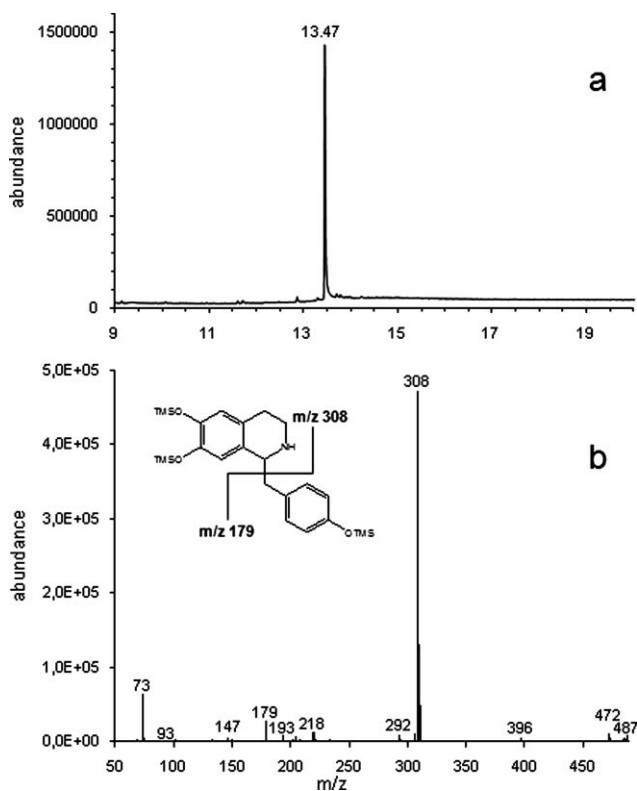 1500000
13.47
a
1000000
abundance
500000
0
9 11 13 15 17 19
5,0E+05
308
TMSO
m/z 308
b
4,0E+05
TMSO
NH
m/z 179
OTMS
3,0E+05
abundance
2,0E+05
1,0E+05
73
93
147
179
193
218
292
396
472
487
0,0E+00
50 100 150 200 250 300 350 400 450
m/z